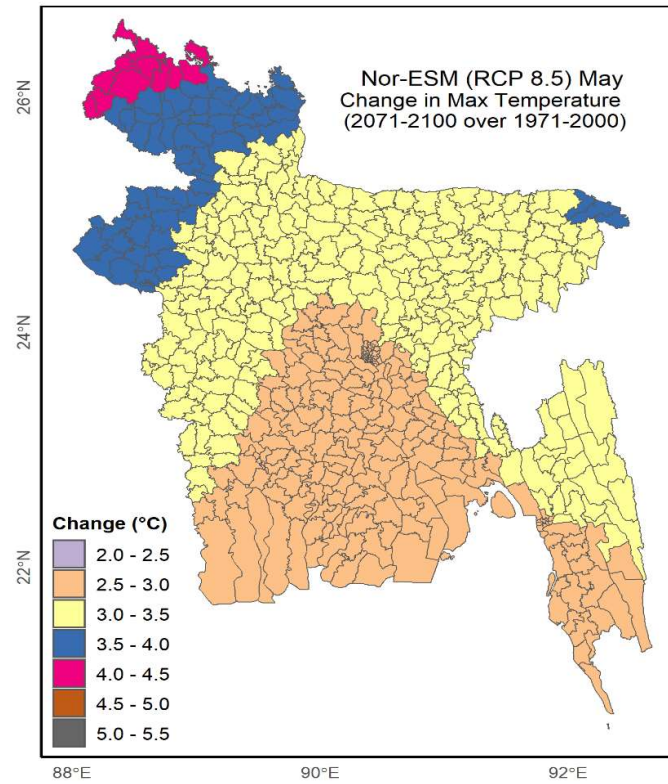 Nor-ESM (RCP 8.5) May
Change in Max Temperature
(2071-2100 over 1971-2000)
26°N
24°N
22°N
Change (°C)
2.0 - 2.5
2.5 - 3.0
3.0 - 3.5
3.5 - 4.0
4.0 - 4.5
4.5 - 5.0
5.0 - 5.5
88°E 90°E 92°E